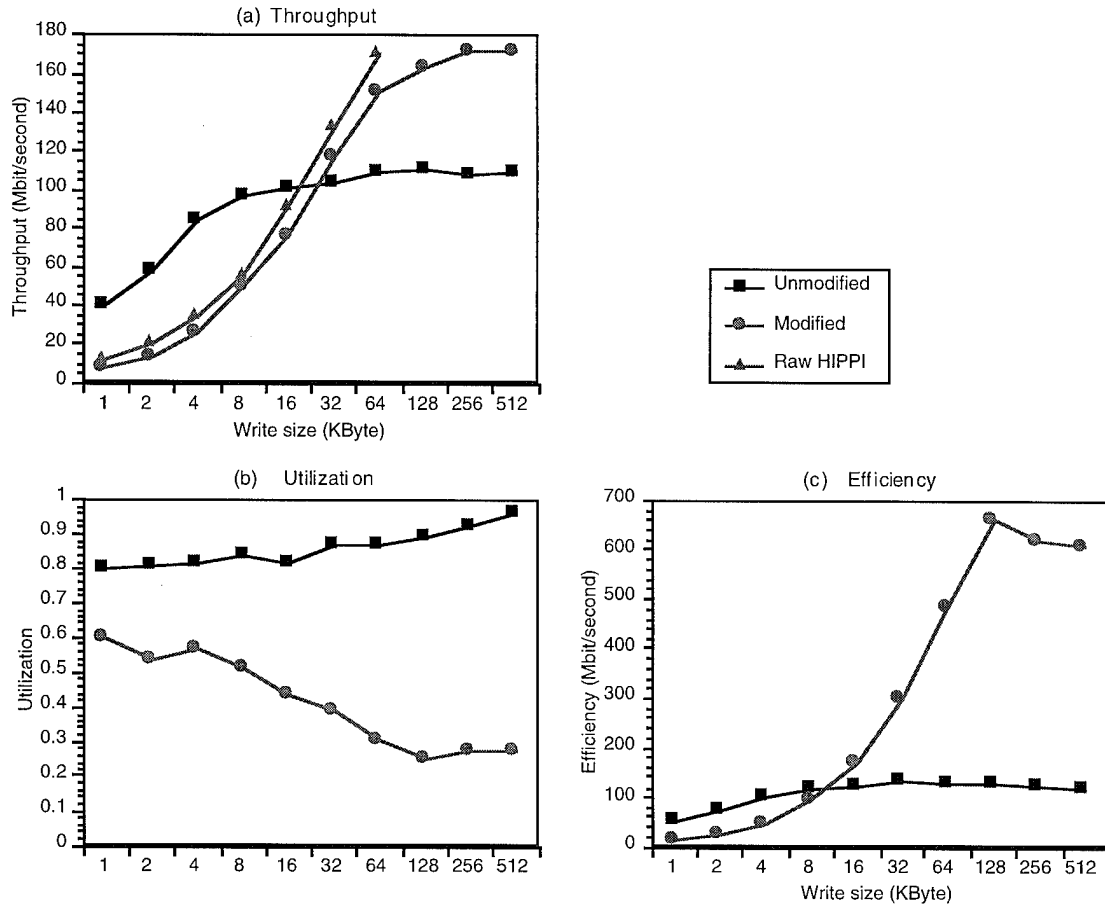 (a) Throughput
Throughput (Mbit/second)
180
160
140
120
100
80
60
40
20
0
1 2 4 8 16 32 64 128 256 512
Write size (KByte)
Unmodified
Modified
Raw HIPPI
(b) Utilization
Utilization
1
0.9
0.8
0.7
0.6
0.5
0.4
0.3
0.2
0.1
0
1 2 4 8 16 32 64 128 256 512
(c) Efficiency
Efficiency (Mbit/second)
700
600
500
400
300
200
100
0
1 2 4 8 16 32 64 128 256 512
Write size (KByte)